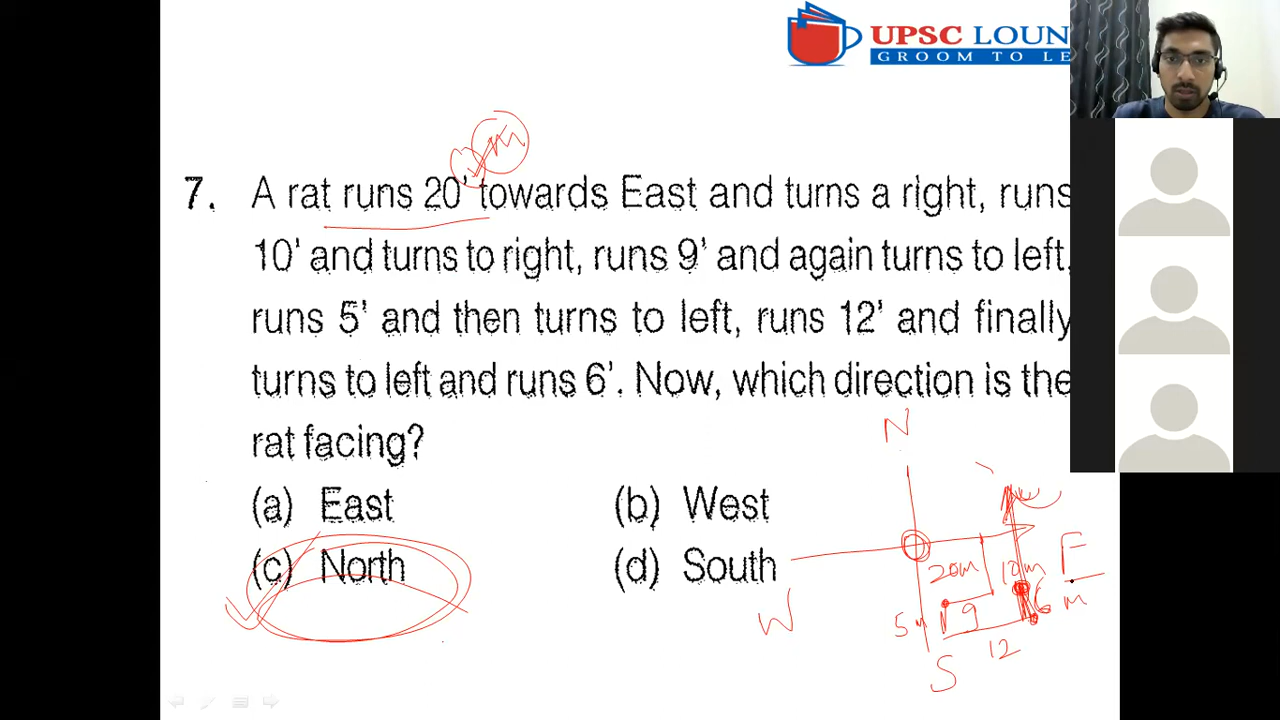 UPSC LOUN
GROOM TO LE
m
7. A rat runs 20' towards East and turns a right, runs
10' and turns to right, runs 9' and again turns to left,
runs 5' and then turns to left, runs 12' and finally
turns to left and runs 6'. Now, which direction is the
rat facing?
(a) East (b) West
(c) North (d) South
N
W
S
20m
10m
9
5
12
6
F
m